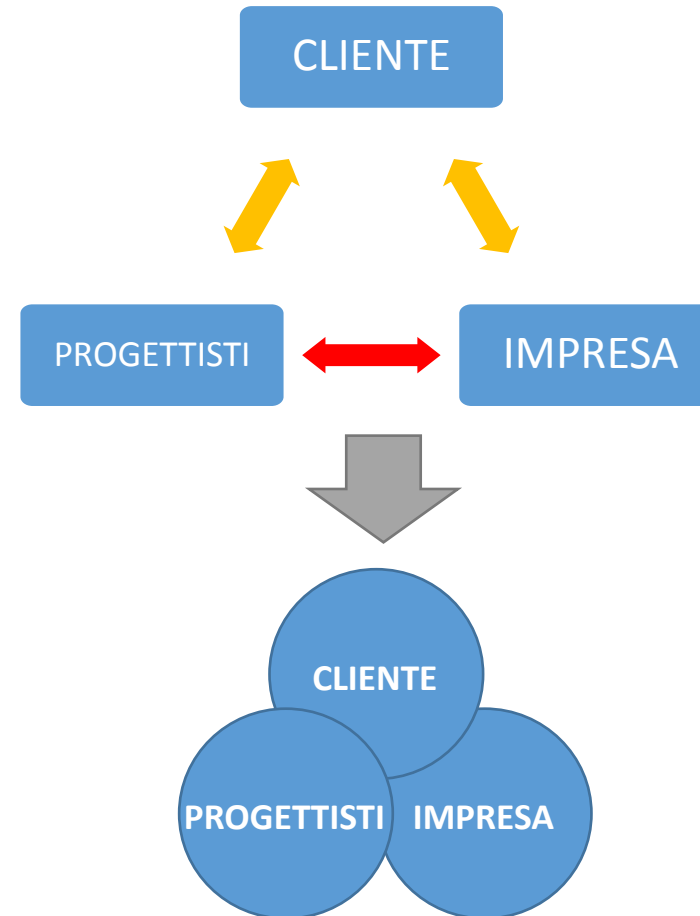 CLIENTE
PROGETTISTI
IMPRESA
CLIENTE
PROGETTISTI
IMPRESA